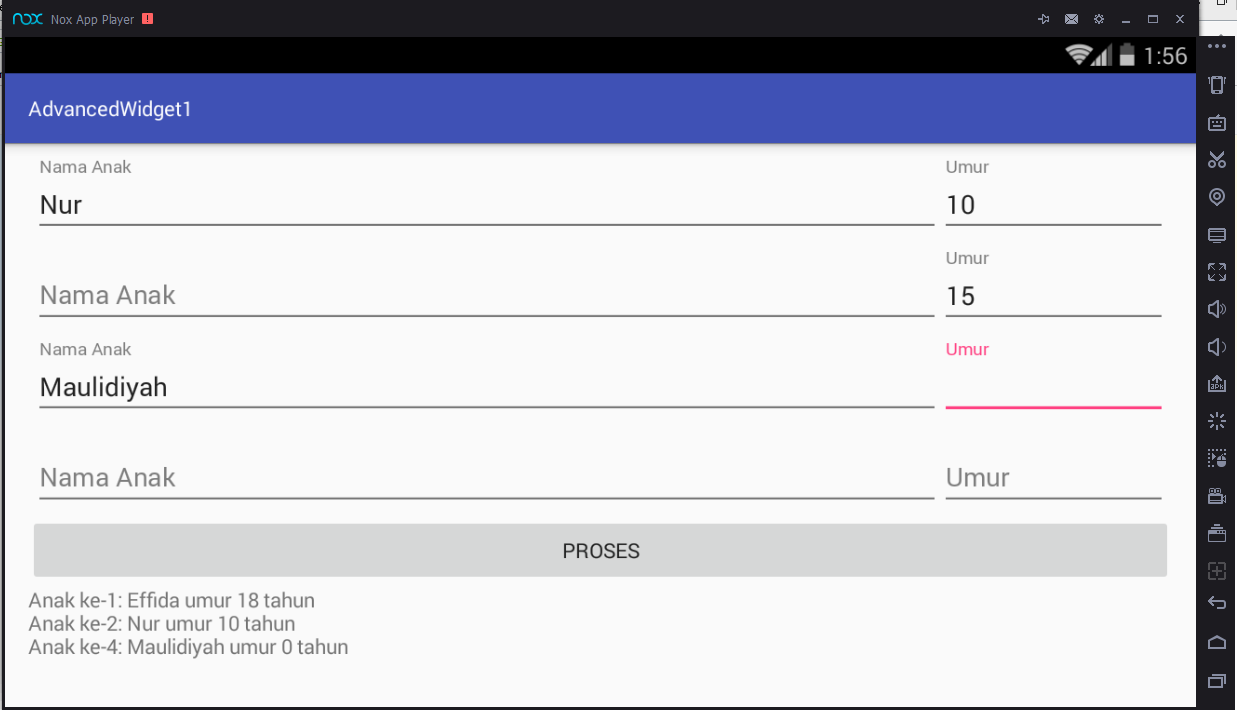 nox Nox App Player
1:56
AdvancedWidget1
Nama Anak Umur
Nur 10
Umur
Nama Anak 15
Nama Anak Umur
Maulidiyah
Nama Anak Umur
PROSES
Anak ke-1: Effida umur 18 tahun
Anak ke-2: Nur umur 10 tahun
Anak ke-4: Maulidiyah umur 0 tahun